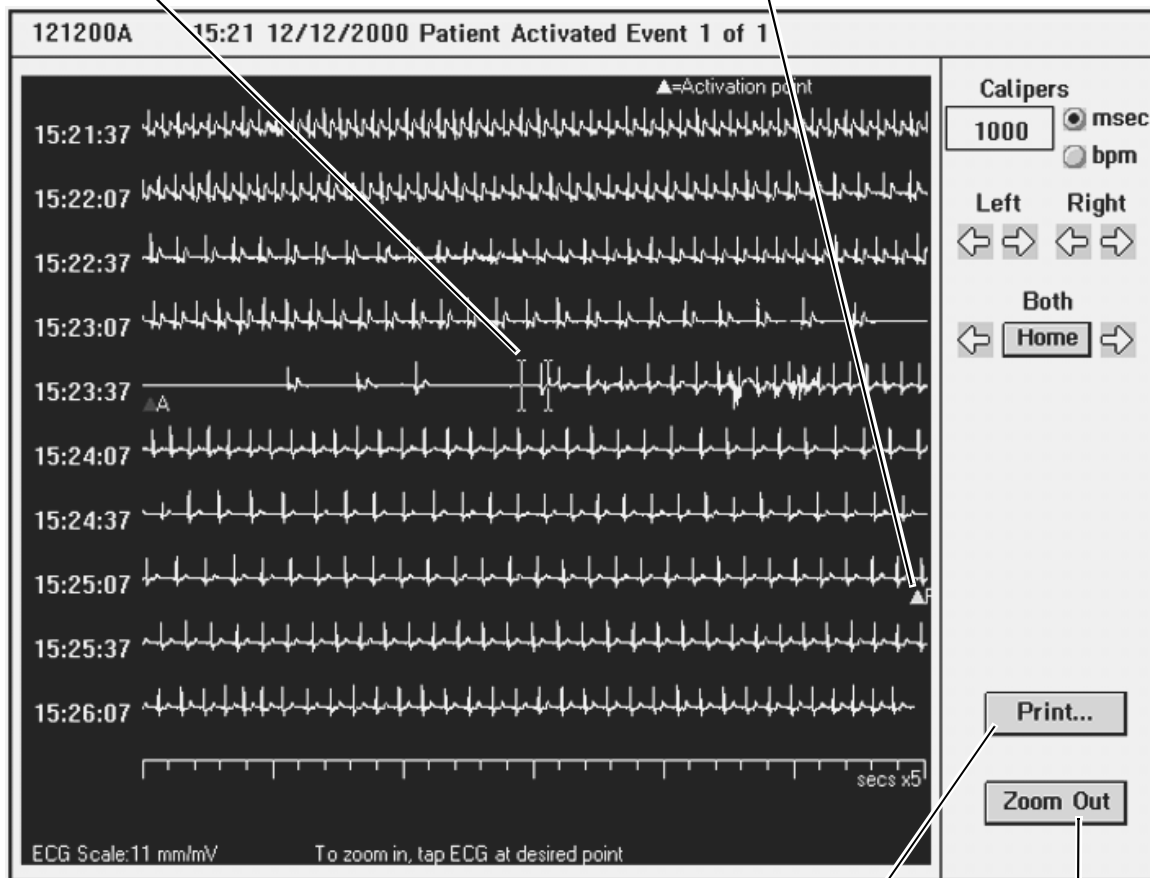 121200A 15:21 12/12/2000 Patient Activated Event 1 of 1
▲=Activation point
15:21:37
15:22:07
15:22:37
15:23:07
15:23:37
A
15:24:07
15:24:37
15:25:07
15:25:37
15:26:07
secs x5
ECG Scale:11 mm/mV To zoom in, tap ECG at desired point
Calipers
1000
msec
bpm
Left Right
Both
Home
Print...
Zoom Out